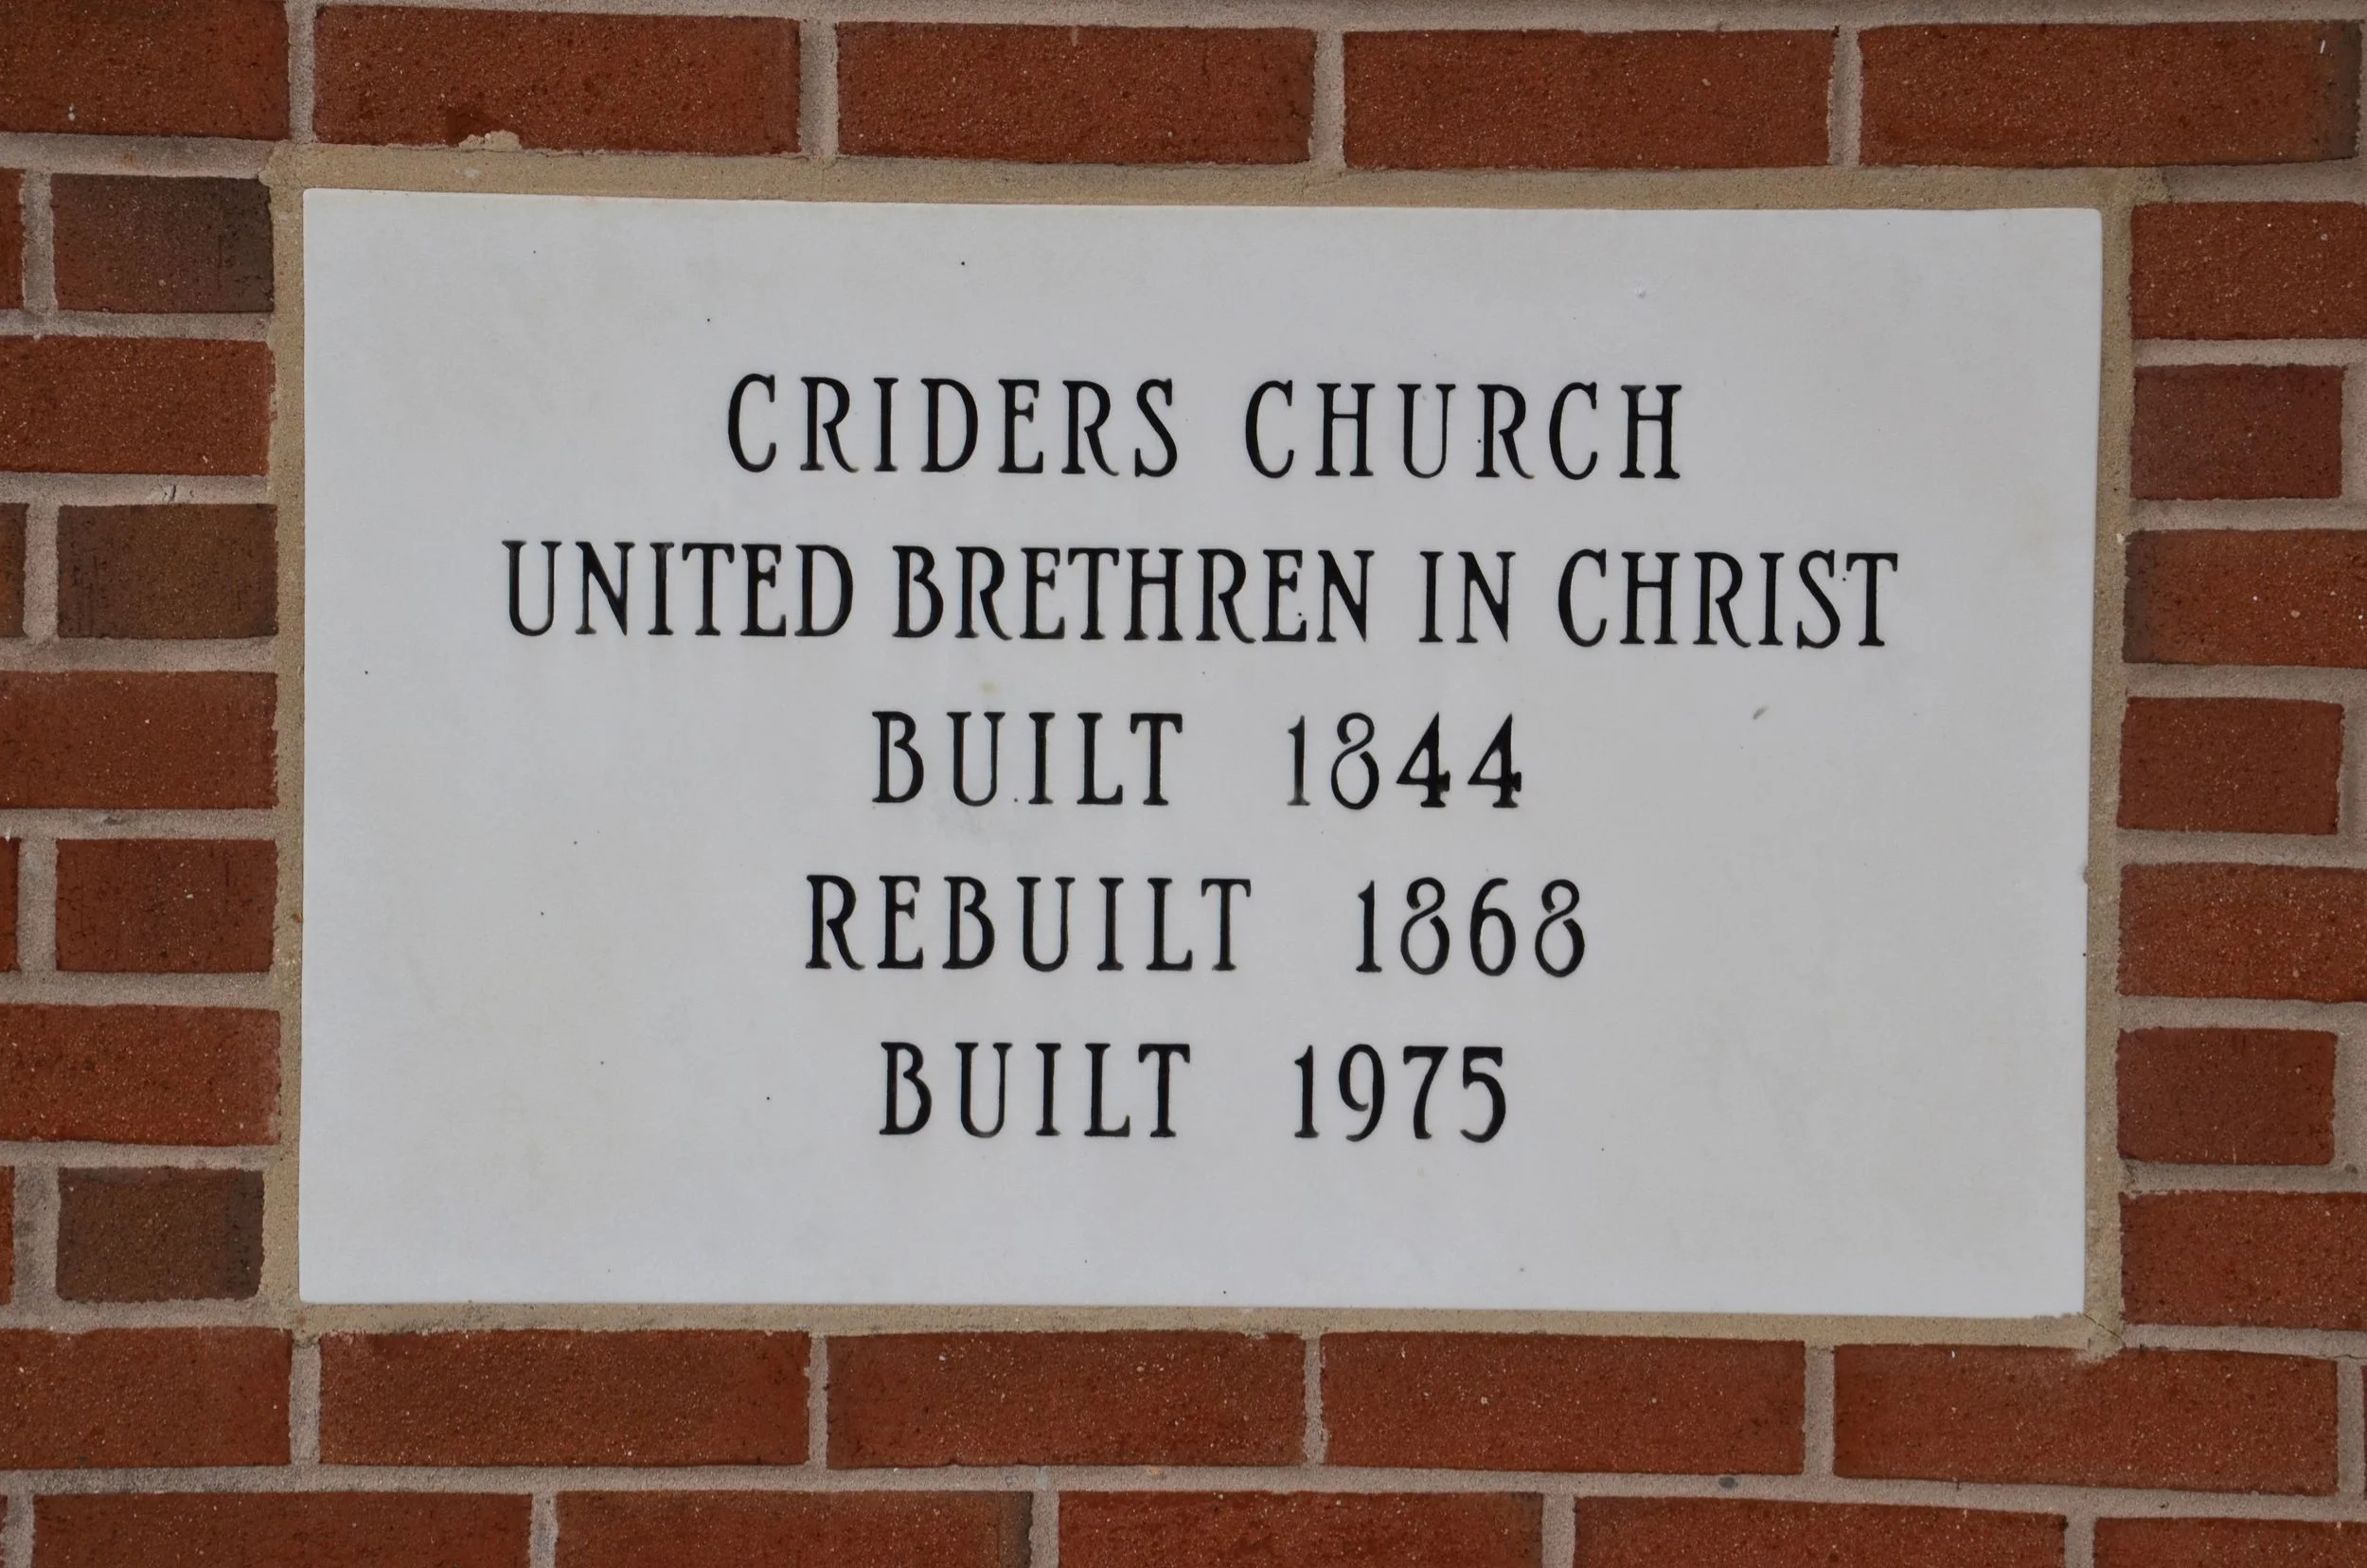 CRIDERS CHURCH
UNITED BRETHREN IN CHRIST
BUILT 1844
REBUILT 1868
BUILT 1975